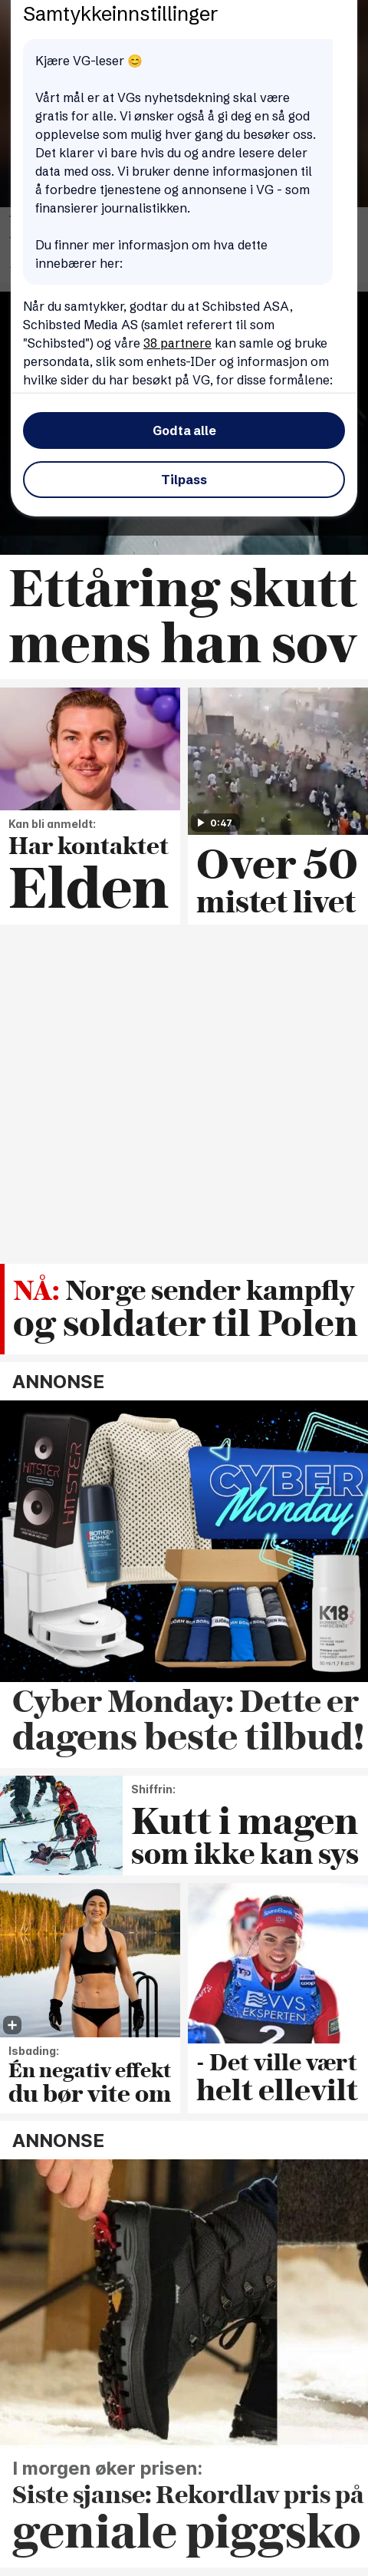 Samtykkeinnstillinger
Kjære VG-leser 😊
Vårt mål er at VGs nyhetsdekning skal være
gratis for alle. Vi ønsker også å gi deg en så god
opplevelse som mulig hver gang du besøker oss.
Det klarer vi bare hvis du og andre lesere deler
data med oss. Vi bruker denne informasjonen til
å forbedre tjenestene og annonsene i VG - som
finansierer journalistikken.
Du finner mer informasjon om hva dette
innebærer her:
Når du samtykker, godtar du at Schibsted ASA,
Schibsted Media AS (samlet referert til som
"Schibsted") og våre 38 partnere kan samle og bruke
persondata, slik som enhets-IDer og informasjon om
hvilke sider du har besøkt på VG, for disse formålene:
Godta alle
Tilpass
Ettåring skutt
mens han sov
Kan bli anmeldt:
Har kontaktet
Elden
0:47
Over 50
mistet livet
NÅ: Norge sender kampfly
og soldater til Polen
ANNONSE
HITSTER
HITSTER
BIOTHERM
HOMME
CYBER
Monday
BJÖRN BORG
K18
Cyber Monday: Dette er
dagens beste tilbud!
Shiffrin:
Kutt i magen
som ikke kan sys
Isbading:
Én negativ effekt
du bør vite om
SpareBank
coop
VVS
EKSPERTEN
2
- Det ville vært
helt ellevilt
ANNONSE
I morgen øker prisen:
Siste sjanse: Rekordlav pris på
geniale piggsko